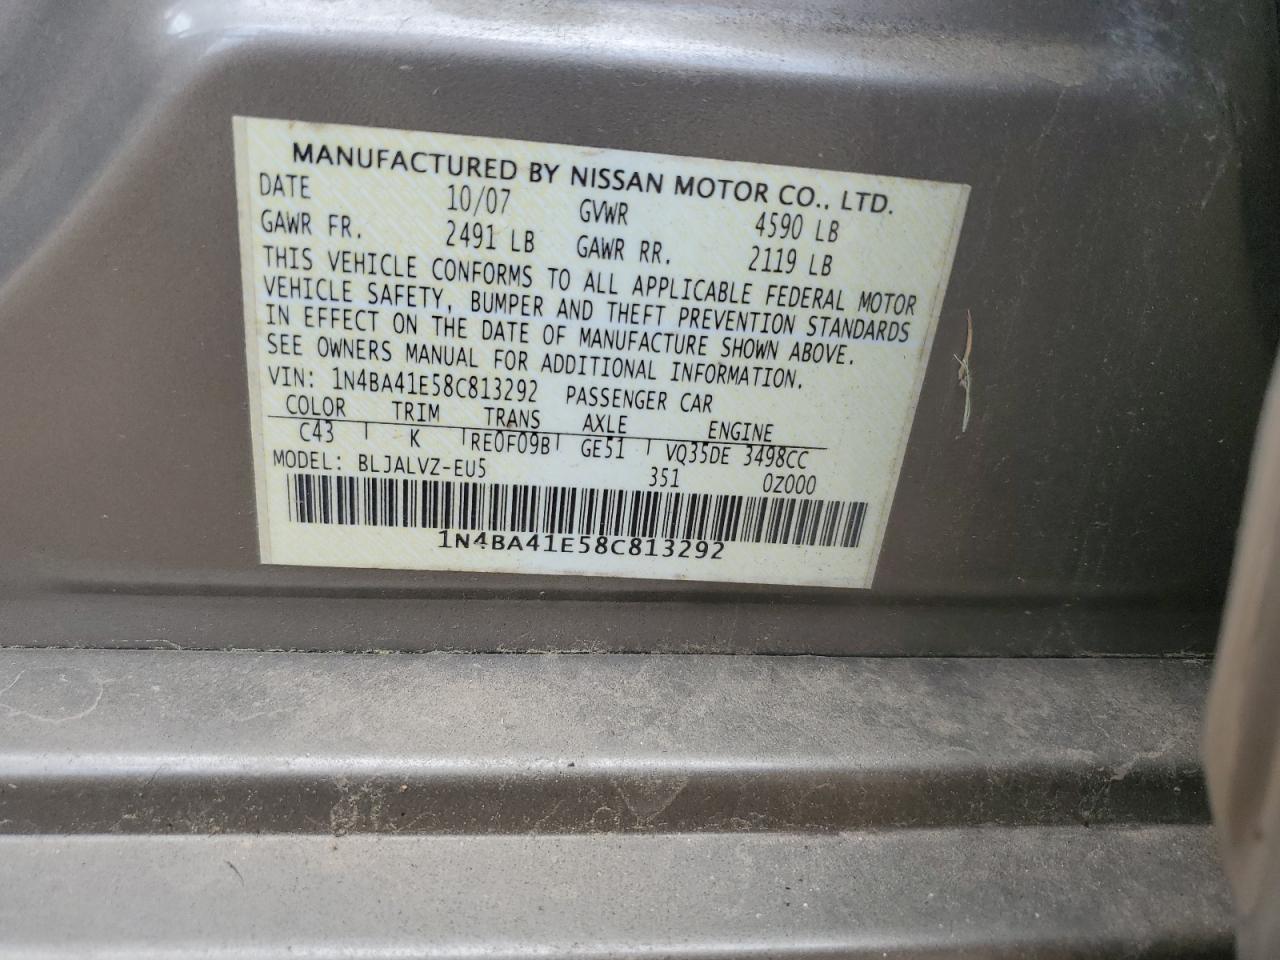 MANUFACTURED BY NISSAN MOTOR CO., LTD.
DATE 10/07 GVWR 4590 LB
GAWR FR. 2491 LB GAWR RR. 2119 LB
THIS VEHICLE CONFORMS TO ALL APPLICABLE FEDERAL MOTOR
VEHICLE SAFETY, BUMPER AND THEFT PREVENTION STANDARDS
IN EFFECT ON THE DATE OF MANUFACTURE SHOWN ABOVE.
SEE OWNERS MANUAL FOR ADDITIONAL INFORMATION.
VIN: 1N4BA41E58C813292 PASSENGER CAR
COLOR TRIM TRANS AXLE ENGINE
C43 K RE0F09B GE51 VQ35DE 3498CC
MODEL: BLJALVZ-EU5 351 0Z000
1N4BA41E58C813292